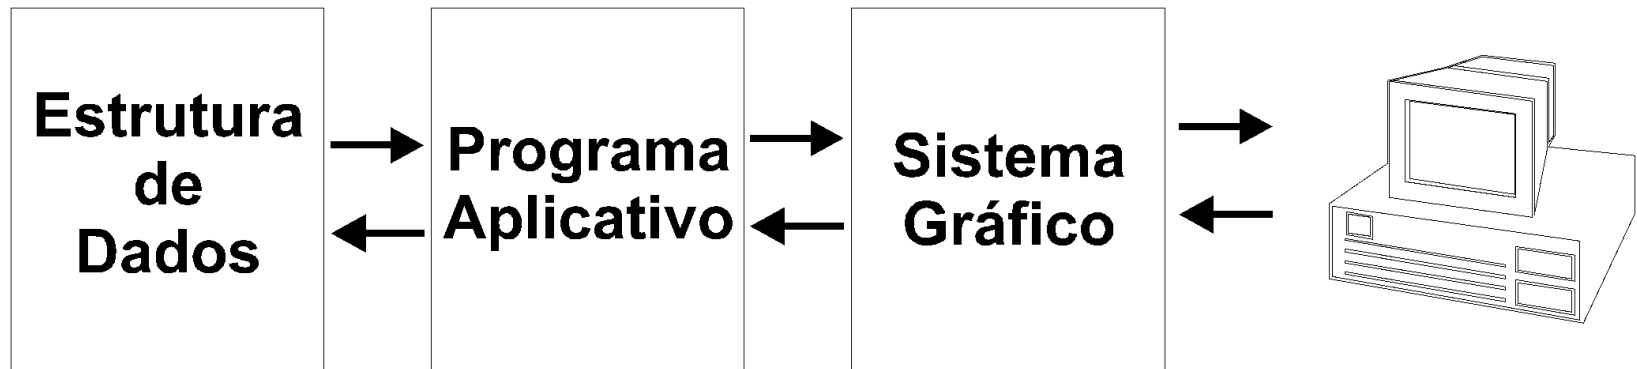 Estrutura
de
Dados
Programa
Aplicativo
Sistema
Gráfico